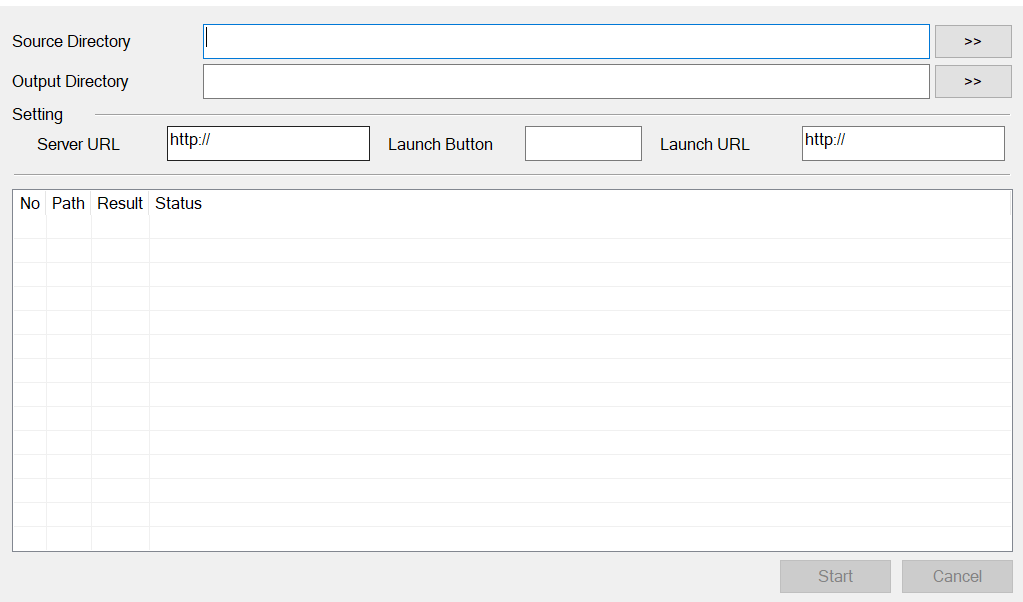 Source Directory >>
Output Directory >>
Setting
Server URL http:// Launch Button Launch URL http://
No Path Result Status
Start Cancel